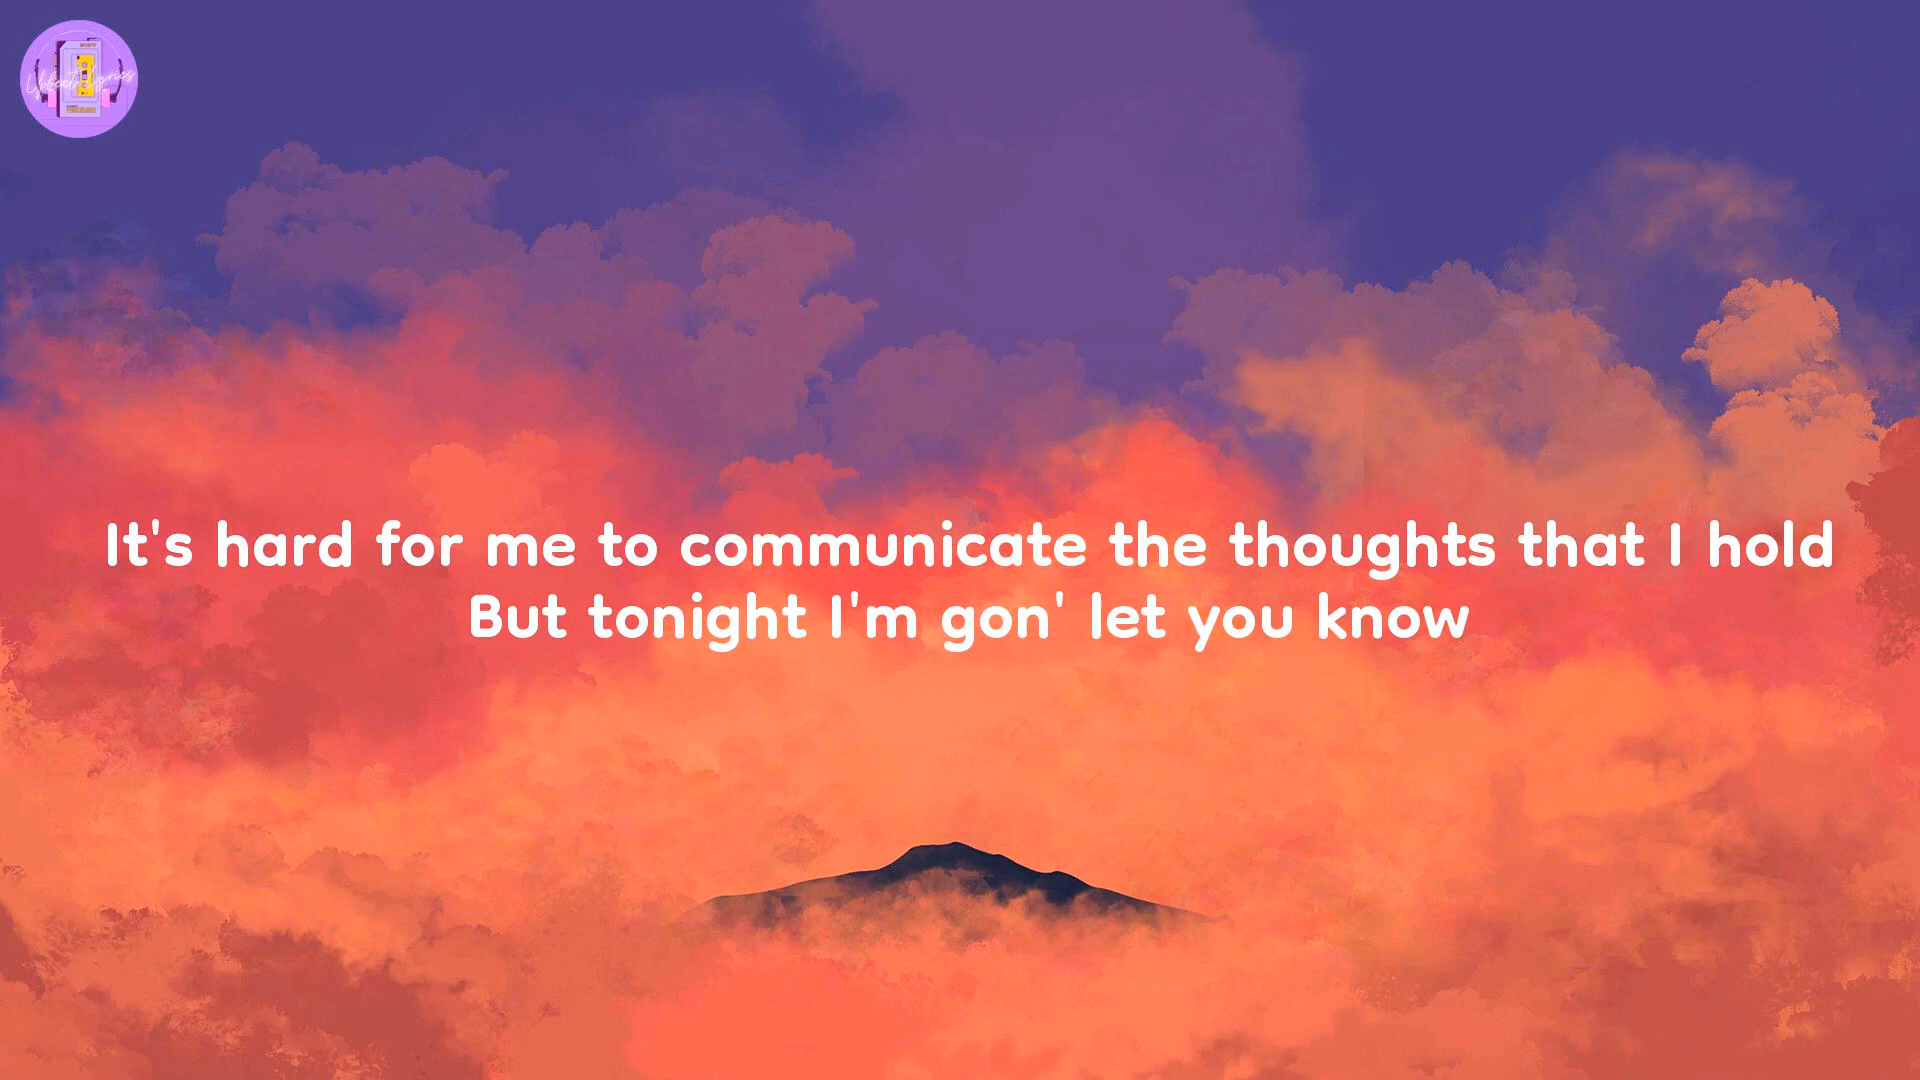 It's hard for me to communicate the thoughts that I hold
But tonight I'm gon' let you know